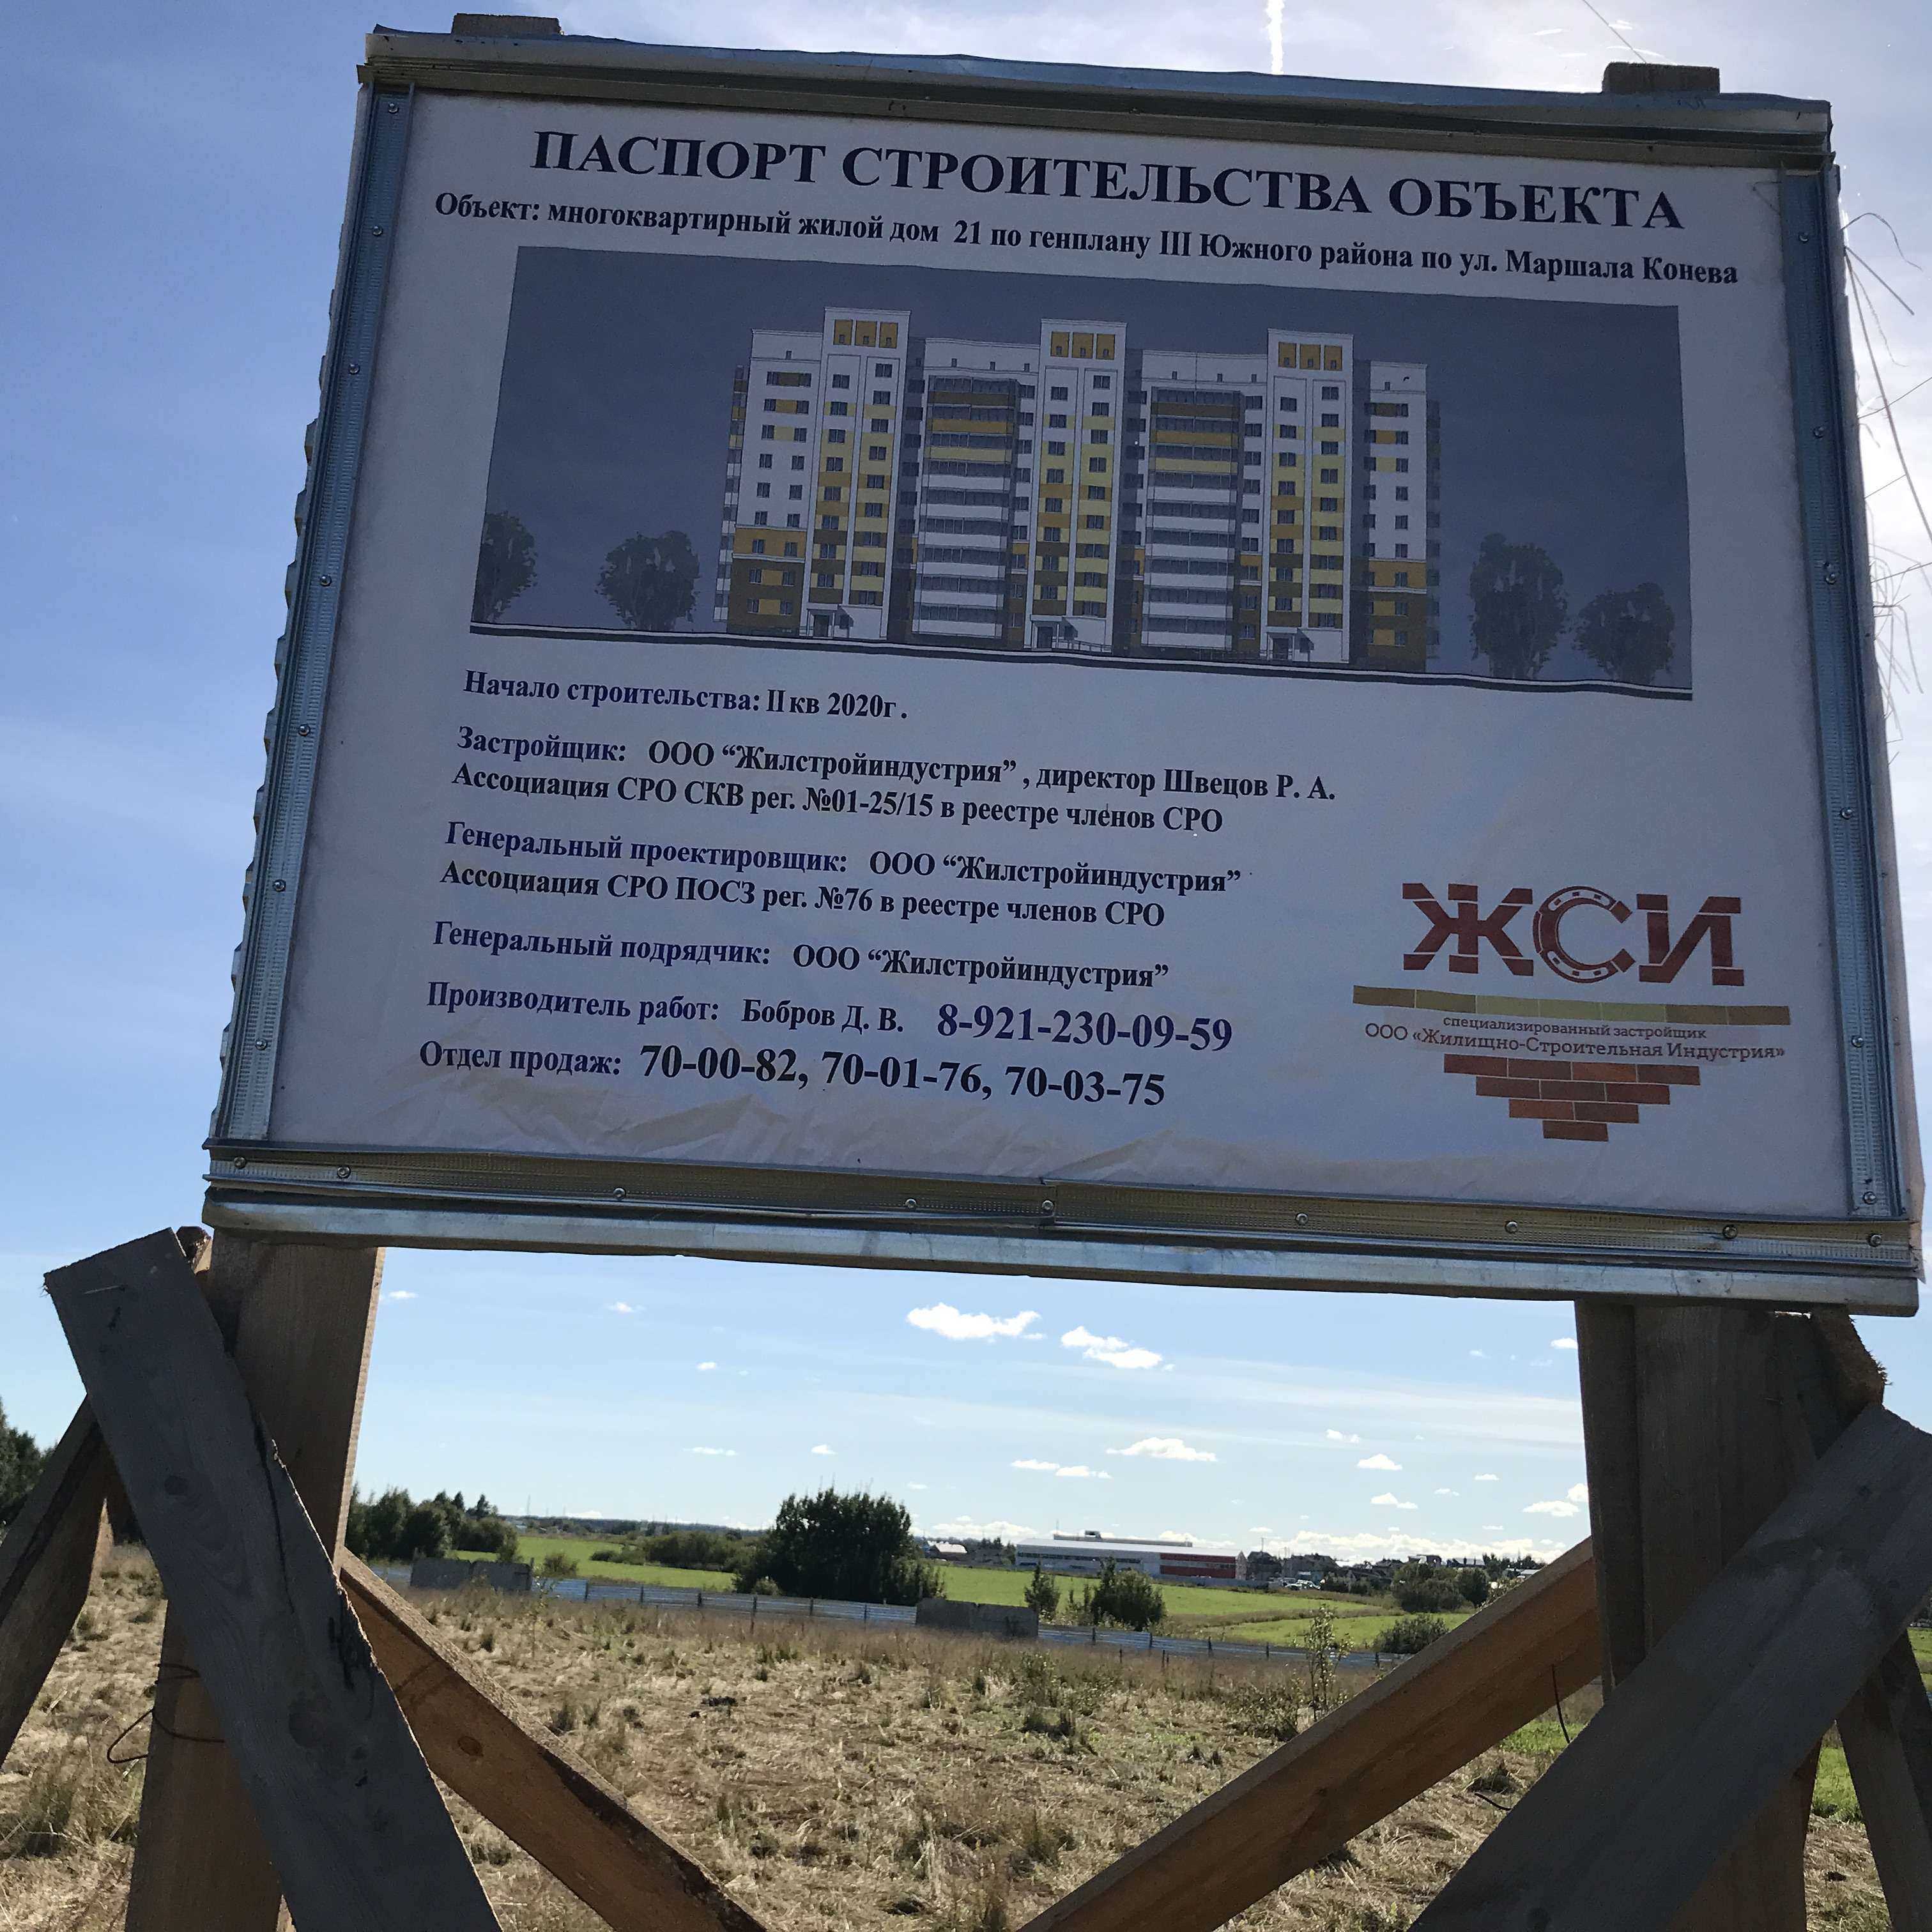 ПАСПОРТ СТРОИТЕЛЬСТВА ОБЪЕКТА
Объект: многоквартирный жилой дом 21 по генплану III Южного района по ул. Маршала Конева
Начало строительства: II кв 2020г .
Застройщик: ООО “Жилстройиндустрия” , директор Швецов Р. А.
Ассоциация СРО СКВ рег. №01-25/15 в реестре членов СРО
Генеральный проектировщик: ООО “Жилстройиндустрия”
Ассоциация СРО ПОСЗ рег. №76 в реестре членов СРО
Генеральный подрядчик: ООО “Жилстройиндустрия”
Производитель работ: Бобров Д. В. 8-921-230-09-59
Отдел продаж: 70-00-82, 70-01-76, 70-03-75
ЖСИ
специализированный застройщик
ООО «Жилищно-Строительная Индустрия»